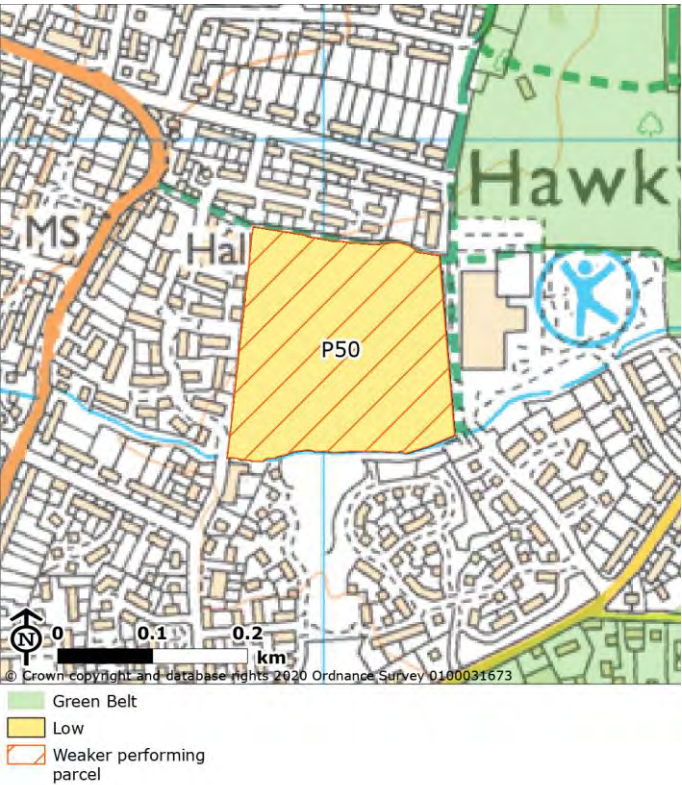 Hawk
MS
Hal
P50
N
0 0.1 0.2
km
© Crown copyright and database rights 2020 Ordnance Survey 0100031673
Green Belt
Low
Weaker performing
parcel